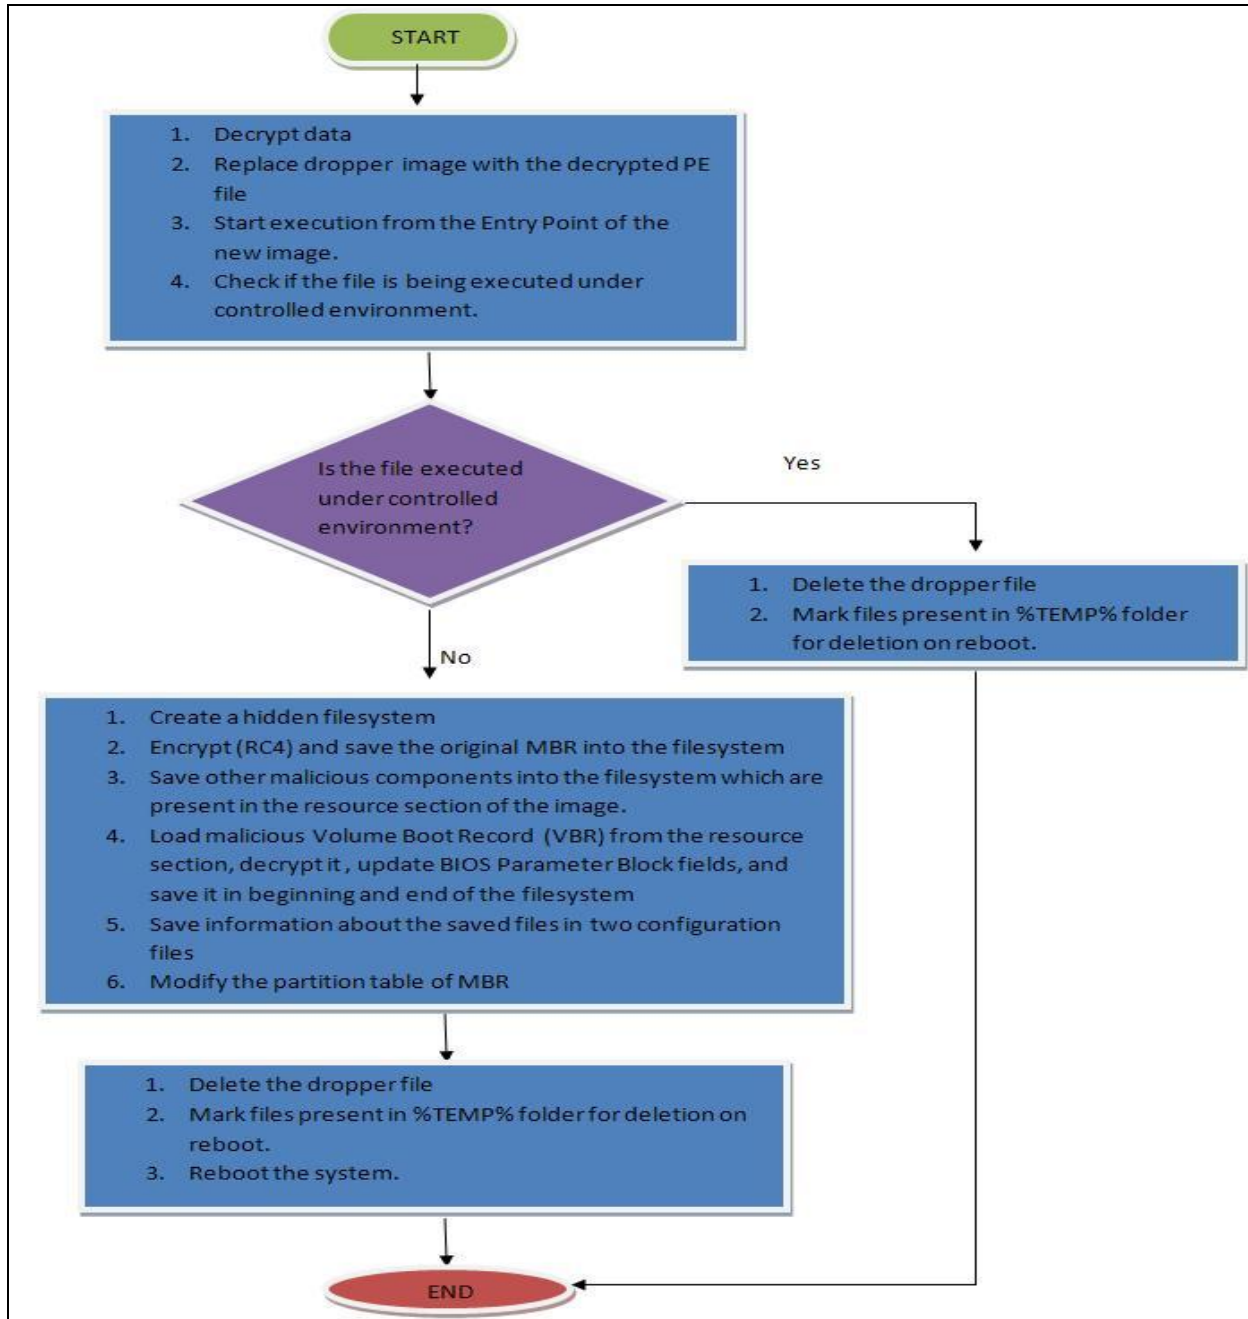 START
1. Decrypt data
2. Replace dropper image with the decrypted PE
file
3. Start execution from the Entry Point of the
new image.
4. Check if the file is being executed under
controlled environment.
Is the file executed
under controlled
environment?
Yes
1. Delete the dropper file
2. Mark files present in %TEMP% folder
for deletion on reboot.
No
1. Create a hidden filesystem
2. Encrypt (RC4) and save the original MBR into the filesystem
3. Save other malicious components into the filesystem which are
present in the resource section of the image.
4. Load malicious Volume Boot Record (VBR) from the resource
section, decrypt it , update BIOS Parameter Block fields, and
save it in beginning and end of the filesystem
5. Save information about the saved files in two configuration
files
6. Modify the partition table of MBR
1. Delete the dropper file
2. Mark files present in %TEMP% folder for deletion on
reboot.
3. Reboot the system.
END